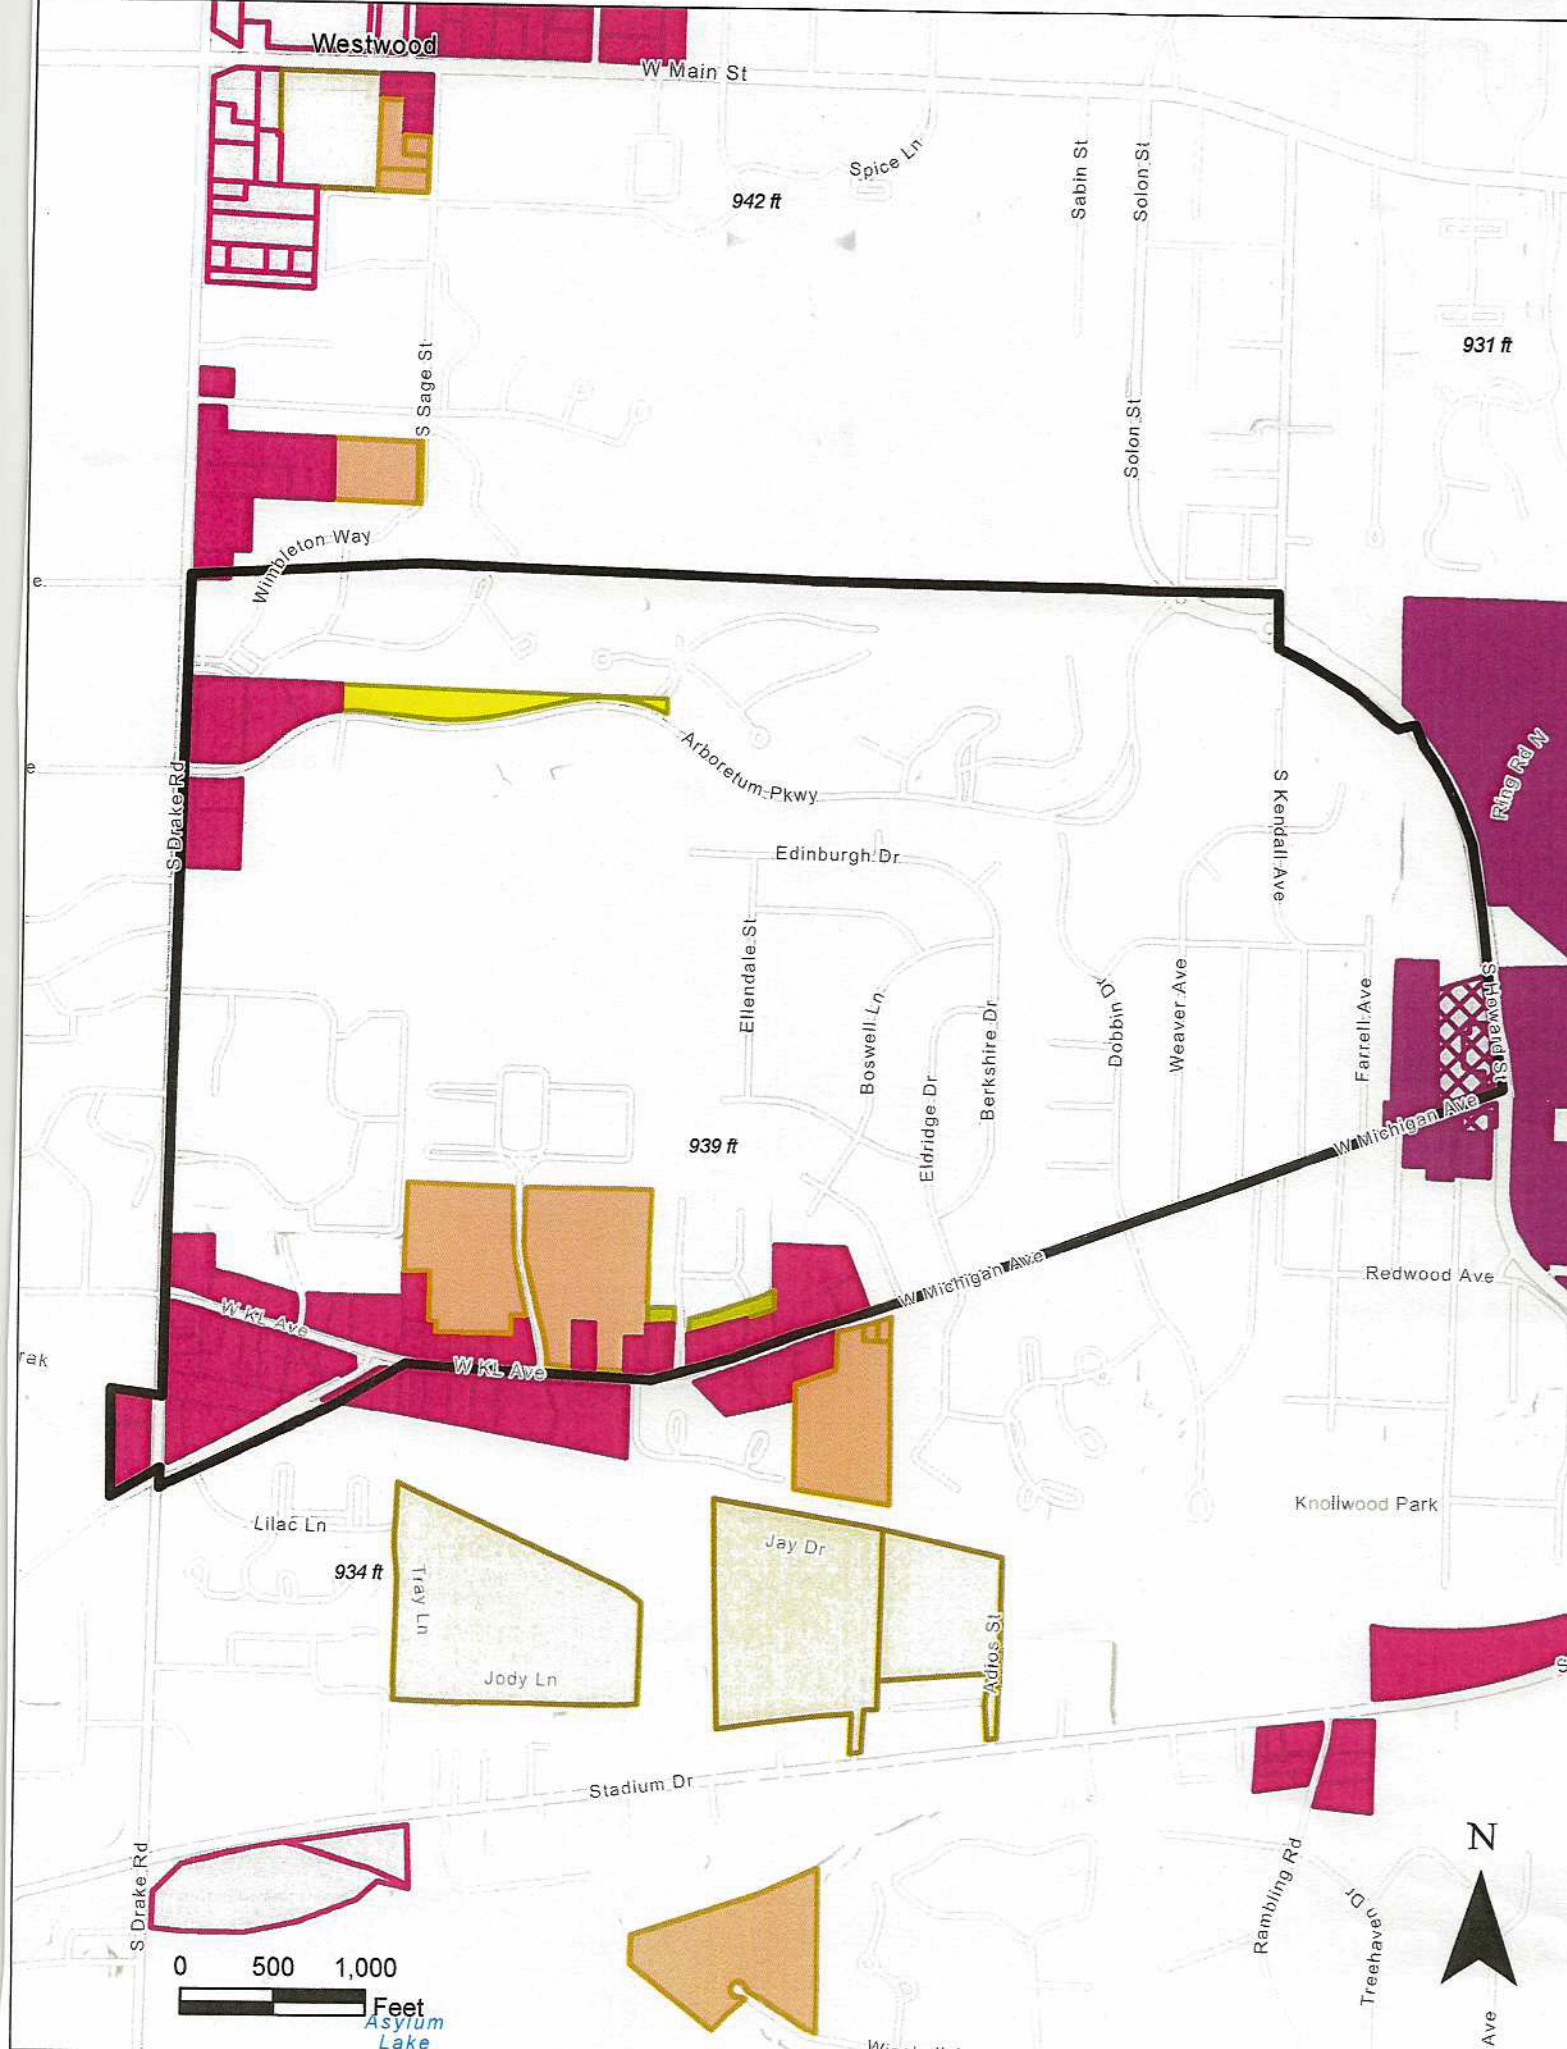 Westwood
W Main St
Spice Ln
942 ft
Sabin St
Solon St
931 ft
S Sage St
Solon St
Wimbleton Way
e
Ring Rd N
Arboretum Pkwy
e
S Drake Rd
S Kendall Ave
Edinburgh Dr
Ellendale St
Boswell Ln
Berkshire Dr
Dobbin Dr
Weaver Ave
Farrell Ave
S Howard St
Eldridge Dr
939 ft
W Michigan Ave
W Michigan Ave
Redwood Ave
W KL Ave
rak
W KL Ave
Knollwood Park
Lilac Ln
Jay Dr
934 ft
Tray Ln
Adios St
Jody Ln
S
Stadium Dr
N
S Drake Rd
Rambling Rd
Treehaven Dr
0 500 1,000
Feet
Asylum
Lake
Ave